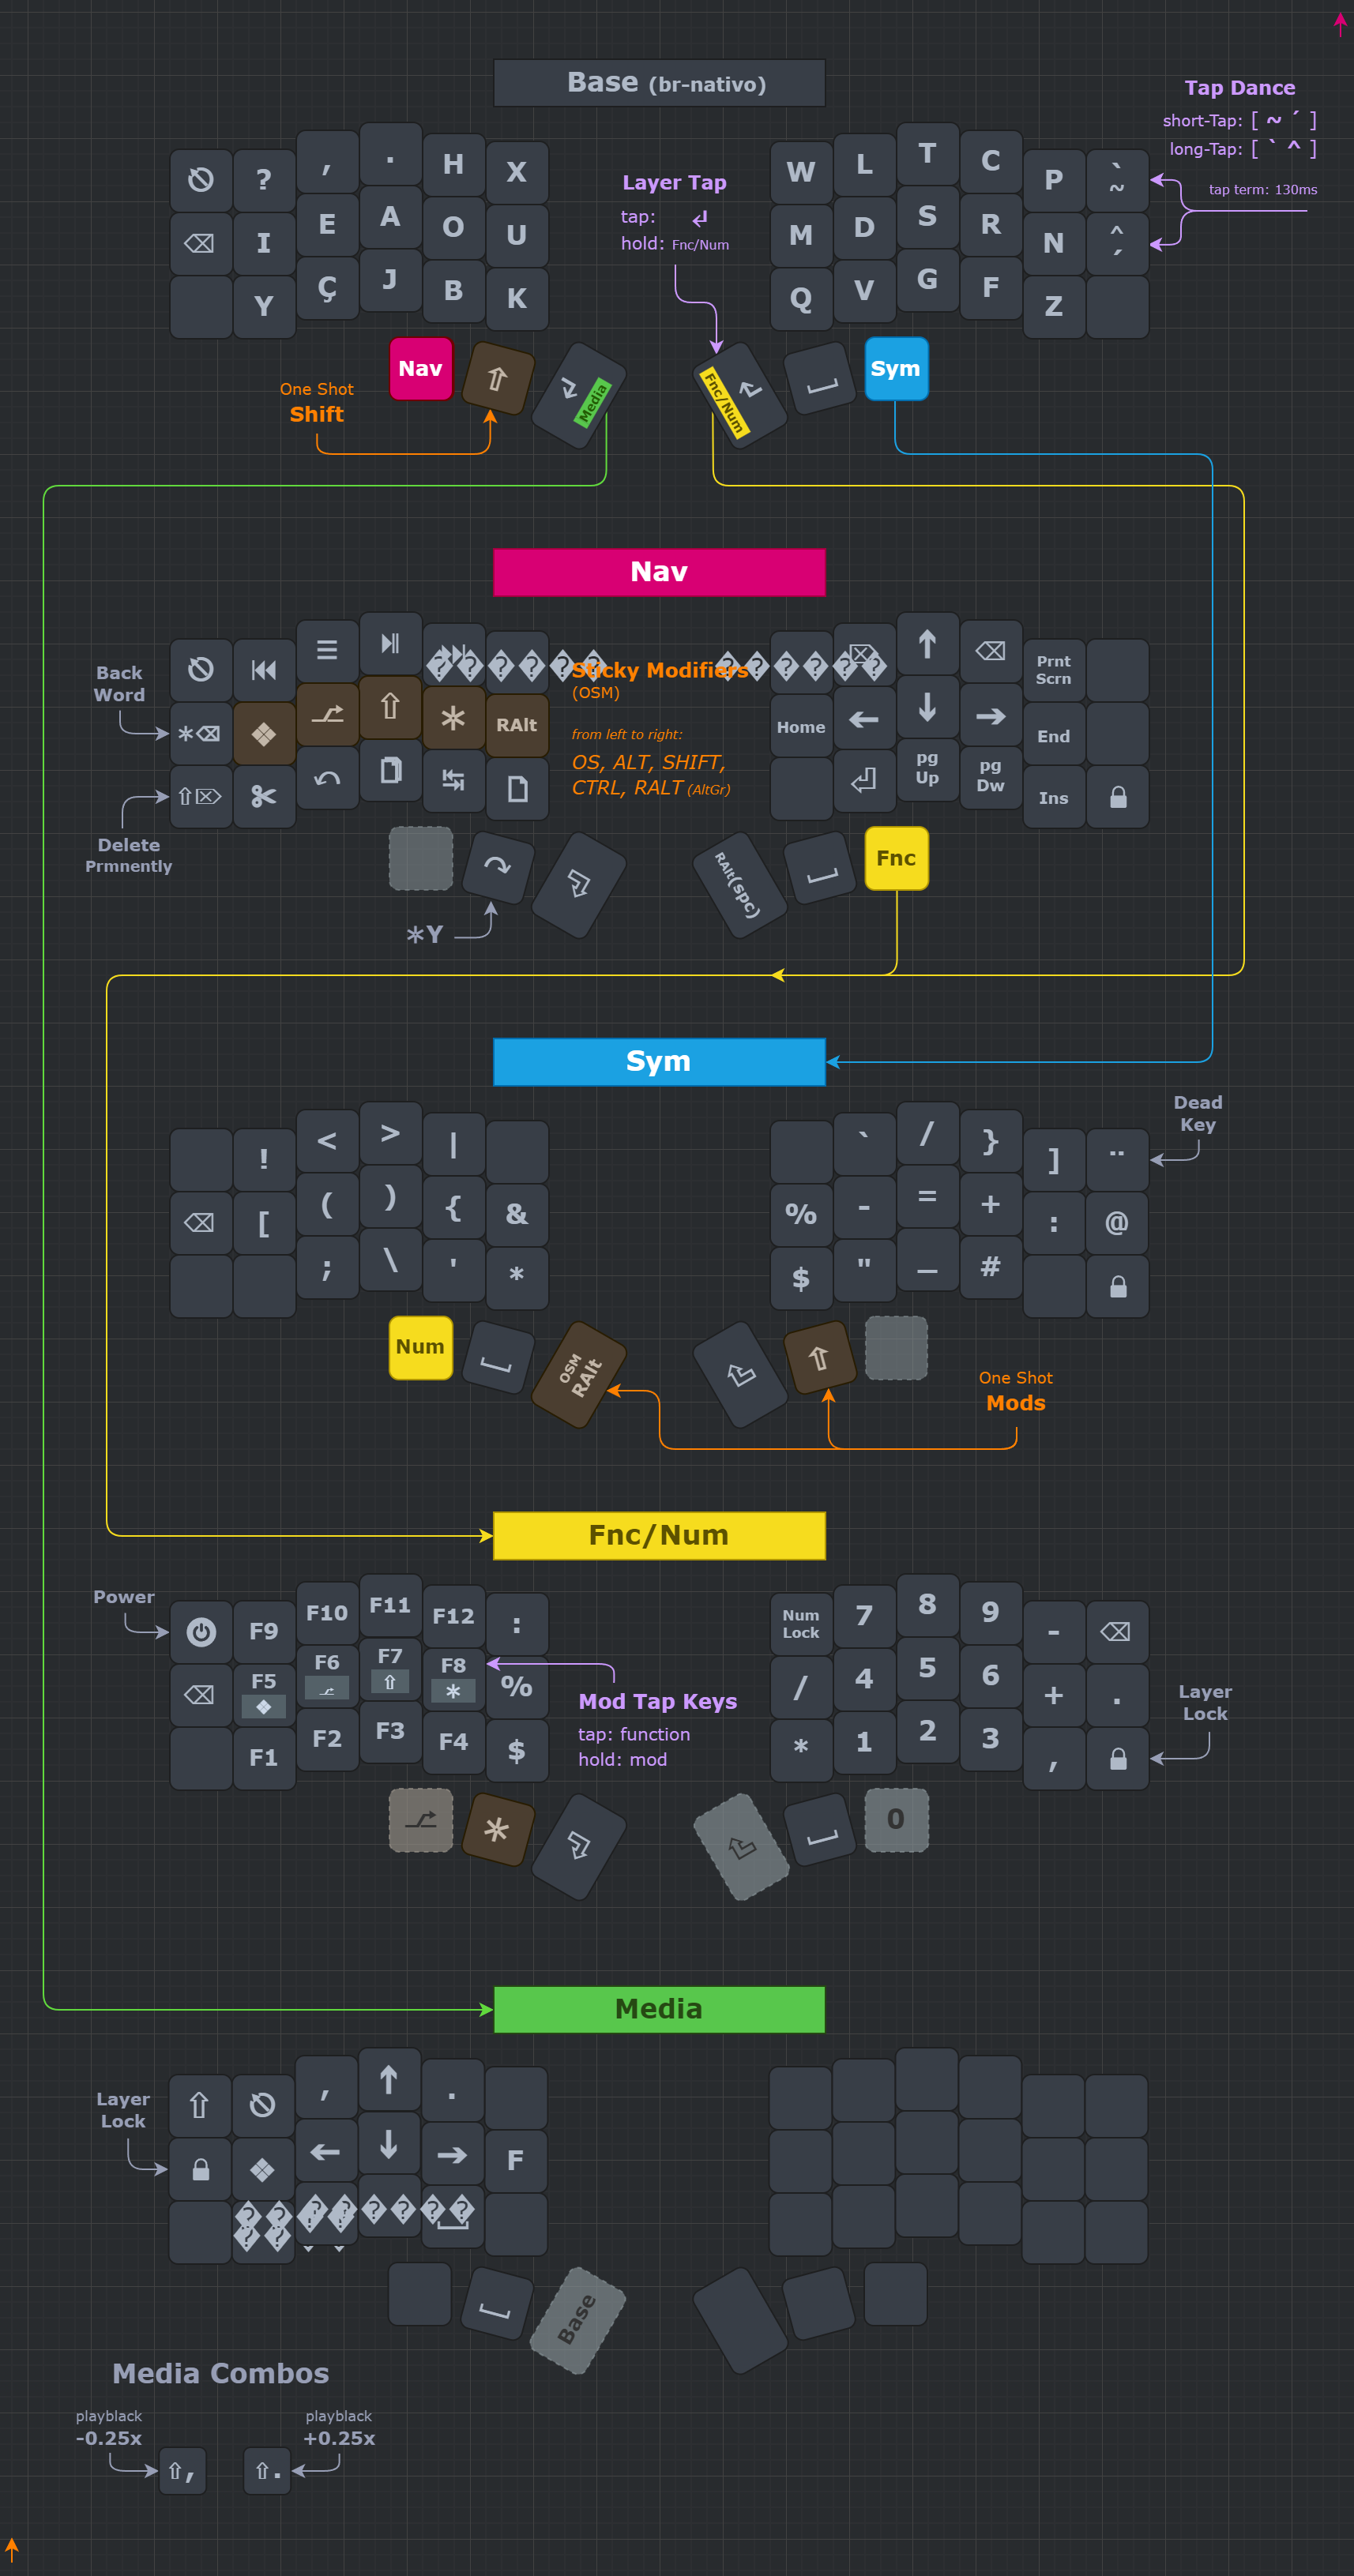 Base (br-nativo)
Tap Dance
short-Tap: [ ~ ´ ]
long-Tap: [ ` ^ ]
tap term: 130ms
Layer Tap
tap: ↲
hold: Fnc/Num
? , . H X
W L T C P ` ~
⌫ I E A O U
M D S R N ^ ´
Y Ç J B K
Q V G F Z
Nav ⇧ Media
Fnc/Num Sym
One Shot
Shift
Nav
Back
Word
Sticky Modifiers
(OSM)
from left to right:
OS, ALT, SHIFT,
CTRL, RALT (AltGr)
↑ ⌫ Prnt Scrn
∗⌫ ❖ ⇧ ∗ RAlt
Home ← ↓ → End
⇧⌦
pg Up pg Dw Ins
Delete
Prmnently
RAlt(spc) Fnc
∗Y
Sym
Dead
Key
! < > |
` / } ] ¨
⌫ [ ( ) { &
% - = + : @
; \ ' *
$ " _ #
Num OSM RAlt
⇧
One Shot
Mods
Fnc/Num
Power
F9 F10 F11 F12 :
Num Lock 7 8 9 - ⌫
⌫ F5 ❖ F6 F7 ⇧ F8 ∗ %
/ 4 5 6 + .
F1 F2 F3 F4 $
* 1 2 3 ,
Mod Tap Keys
tap: function
hold: mod
Layer
Lock
∗
0
Media
Layer
Lock
⇧ , ↑ .
❖ ← ↓ → F
Base
Media Combos
playblack
-0.25x
playblack
+0.25x
⇧,
⇧.